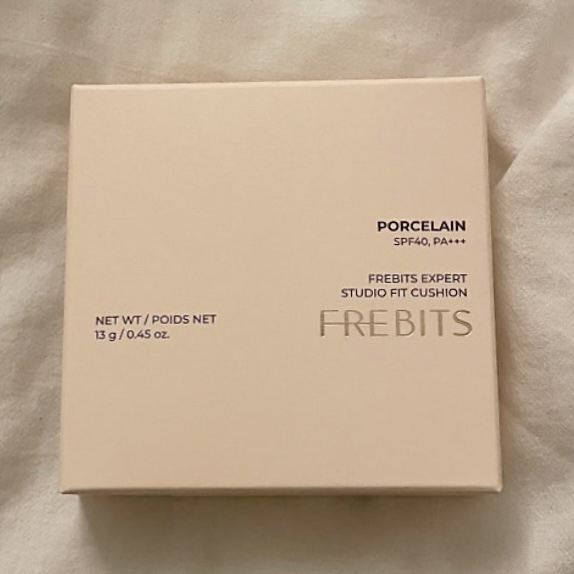 PORCELAIN
SPF40, PA+++
FREBITS EXPERT
STUDIO FIT CUSHION
FREBITS
NET WT / POIDS NET
13 g / 0.45 oz.